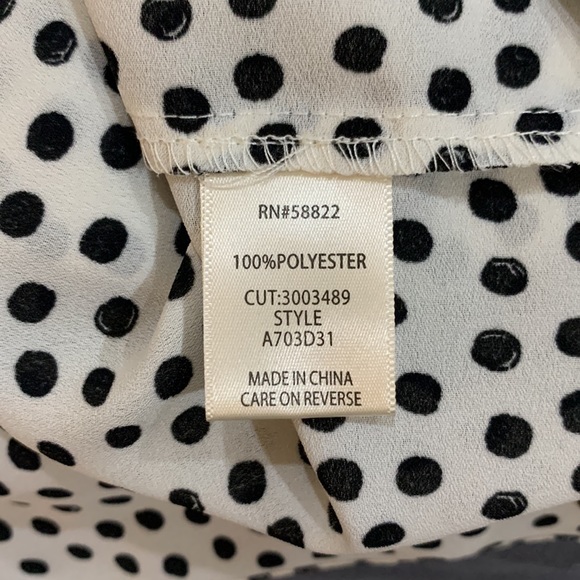 RN#58822
100%POLYESTER
CUT:3003489
STYLE
A703D31
MADE IN CHINA
CARE ON REVERSE